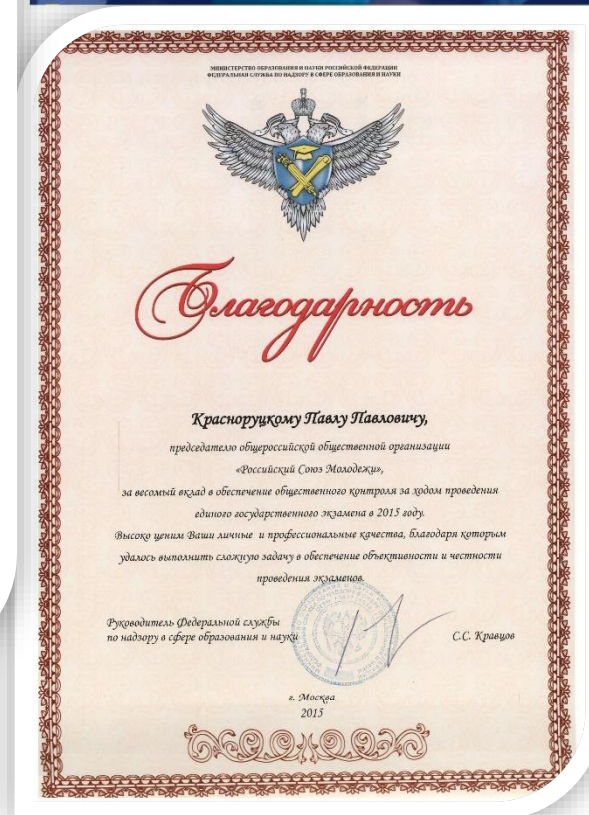 МИНИСТЕРСТВО ОБРАЗОВАНИЯ И НАУКИ РОССИЙСКОЙ ФЕДЕРАЦИИ
ФЕДЕРАЛЬНАЯ СЛУЖБА ПО НАДЗОРУ В СФЕРЕ ОБРАЗОВАНИЯ И НАУКИ
Благодарность
Красноруцкому Павлу Павловичу,
председателю общероссийской общественной организации
«Российский Союз Молодежи»,
за весомый вклад в обеспечение общественного контроля за ходом проведения
единого государственного экзамена в 2015 году.
Высоко ценим Ваши личные и профессиональные качества, благодаря которым
удалось выполнить сложную задачу в обеспечение объективности и честности
проведения экзаменов.
Руководитель Федеральной службы
по надзору в сфере образования и науки
С.С. Кравцов
г. Москва
2015